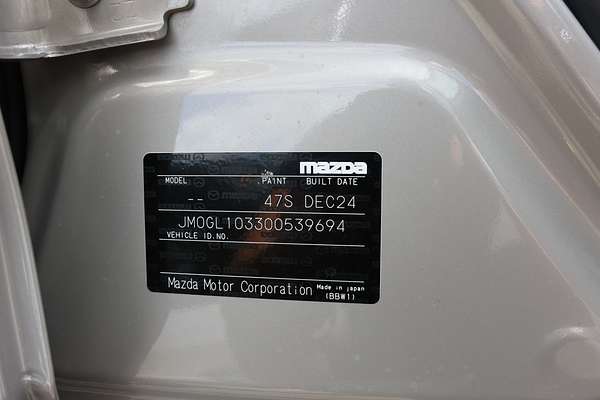 mazda
MODEL PAINT BUILT DATE
-- 47S DEC24
JM0GL103300539694
VEHICLE ID.NO.
Mazda Motor Corporation Made in japan
(BBW1)